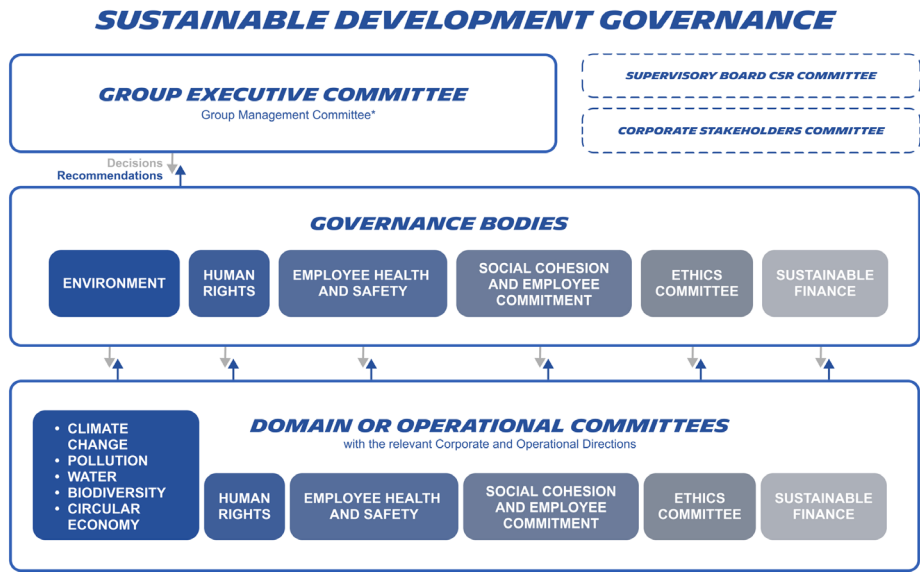 SUSTAINABLE DEVELOPMENT GOVERNANCE
GROUP EXECUTIVE COMMITTEE
Group Management Committee*
SUPERVISORY BOARD CSR COMMITTEE
CORPORATE STAKEHOLDERS COMMITTEE
Decisions
Recommendations
GOVERNANCE BODIES
ENVIRONMENT
HUMAN
RIGHTS
EMPLOYEE HEALTH
AND SAFETY
SOCIAL COHESION
AND EMPLOYEE
COMMITMENT
ETHICS
COMMITTEE
SUSTAINABLE
FINANCE
DOMAIN OR OPERATIONAL COMMITTEES
with the relevant Corporate and Operational Directions
• CLIMATE
CHANGE
• POLLUTION
• WATER
• BIODIVERSITY
• CIRCULAR
ECONOMY
HUMAN
RIGHTS
EMPLOYEE HEALTH
AND SAFETY
SOCIAL COHESION
AND EMPLOYEE
COMMITMENT
ETHICS
COMMITTEE
SUSTAINABLE
FINANCE